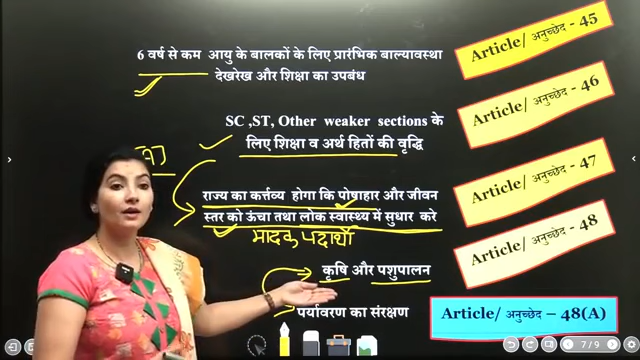 6 वर्ष से कम आयु के बालकों के लिए प्रारंभिक बाल्यावस्था
देखरेख और शिक्षा का उपबंध
Article/ अनुच्छेद - 45
SC ,ST, Other weaker sections के
लिए शिक्षा व अर्थ हितों की वृद्धि
Article/ अनुच्छेद - 46
राज्य का कर्त्तव्य होगा कि पोषाहार और जीवन
स्तर को ऊंचा तथा लोक स्वास्थ्य में सुधार करे
मादक पदार्थो
Article/ अनुच्छेद - 47
कृषि और पशुपालन
Article/ अनुच्छेद - 48
पर्यावरण का संरक्षण
Article/ अनुच्छेद – 48(A)
7 / 9